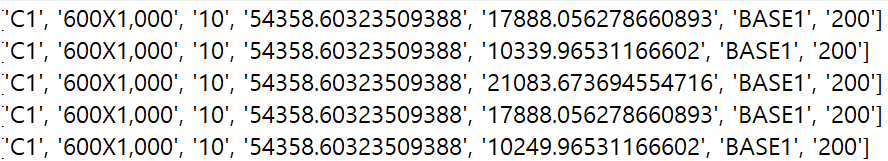 ['C1', '600X1,000', '10', '54358.60323509388', '17888.056278660893', 'BASE1', '200']
['C1', '600X1,000', '10', '54358.60323509388', '10339.96531166602', 'BASE1', '200']
['C1', '600X1,000', '10', '54358.60323509388', '21083.673694554716', 'BASE1', '200']
['C1', '600X1,000', '10', '54358.60323509388', '17888.056278660893', 'BASE1', '200']
['C1', '600X1,000', '10', '54358.60323509388', '10249.96531166602', 'BASE1', '200']